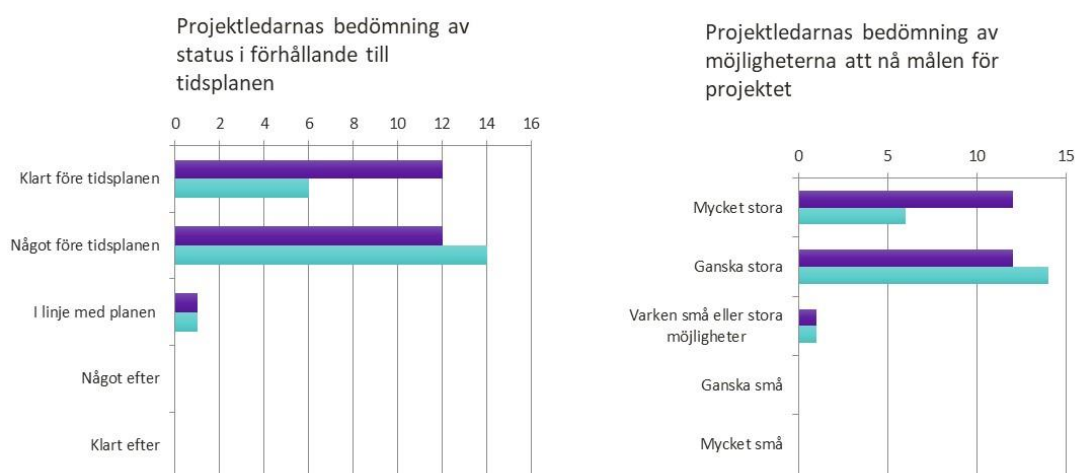 Projektledarnas bedömning av
status i förhållande till
tidsplanen
0 2 4 6 8 10 12 14 16
Klart före tidsplanen
Något före tidsplanen
I linje med planen
Något efter
Klart efter
Projektledarnas bedömning av
möjligheterna att nå målen för
projektet
0 5 10 15
Mycket stora
Ganska stora
Varken små eller stora
möjligheter
Ganska små
Mycket små